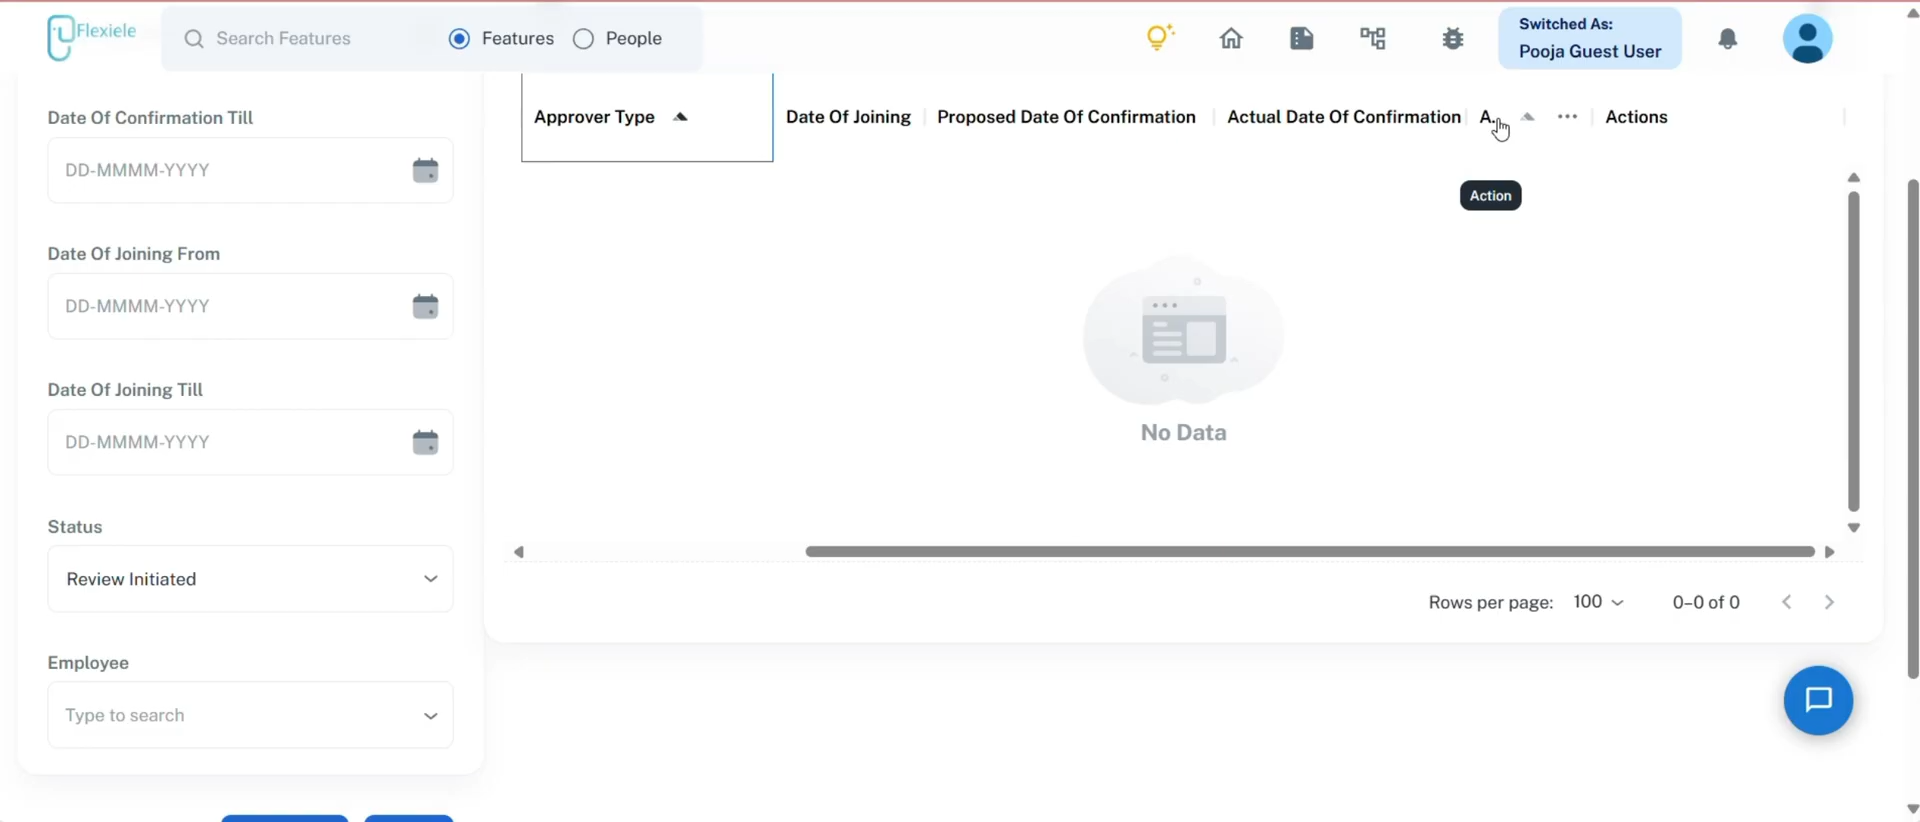 Flexiele
Search Features
Features
People
Switched As:
Pooja Guest User
Date Of Confirmation Till
DD-MMMM-YYYY
Date Of Joining From
DD-MMMM-YYYY
Date Of Joining Till
DD-MMMM-YYYY
Status
Review Initiated
Employee
Type to search
Approver Type
Date Of Joining
Proposed Date Of Confirmation
Actual Date Of Confirmation
A..
Actions
Action
No Data
Rows per page: 100
0–0 of 0